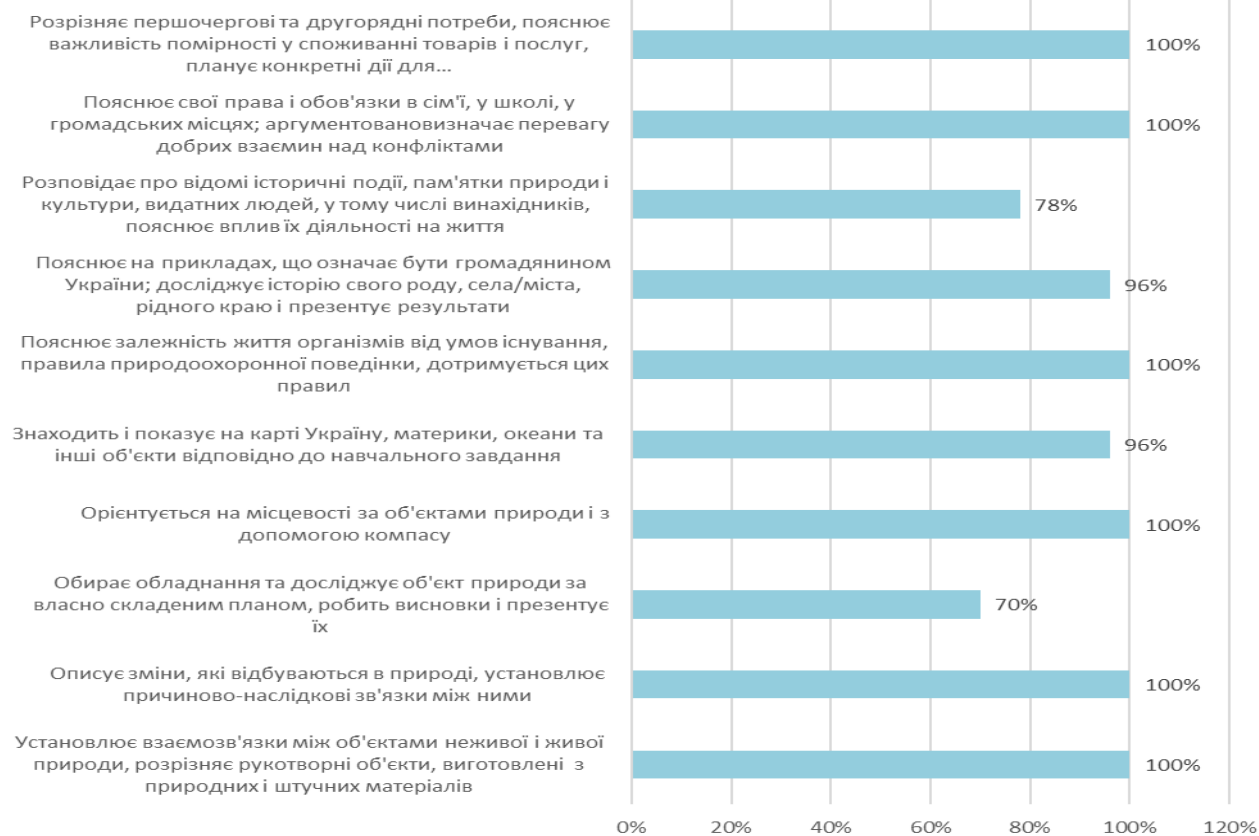 Розрізняє першочергові та другорядні потреби, пояснює
важливість помірності у споживанні товарів і послуг,
планує конкретні дії для...
100%
Пояснює свої права і обов'язки в сім'ї, у школі, у
громадських місцях; аргументовановизначає перевагу
добрих взаємин над конфліктами
100%
Розповідає про відомі історичні події, пам'ятки природи і
культури, видатних людей, у тому числі винахідників,
пояснює вплив їх діяльності на життя
78%
Пояснює на прикладах, що означає бути громадянином
України; досліджує історію свого роду, села/міста,
рідного краю і презентує результати
96%
Пояснює залежність життя організмів від умов існування,
правила природоохоронної поведінки, дотримується цих
правил
100%
Знаходить і показує на карті Україну, материки, океани та
інші об'єкти відповідно до навчального завдання
96%
Орієнтується на місцевості за об'єктами природи і з
допомогою компасу
100%
Обирає обладнання та досліджує об'єкт природи за
власно складеним планом, робить висновки і презентує
їх
70%
Описує зміни, які відбуваються в природі, установлює
причиново-наслідкові зв'язки між ними
100%
Установлює взаємозв'язки між об'єктами неживої і живої
природи, розрізняє рукотворні об'єкти, виготовлені з
природних і штучних матеріалів
100%
0% 20% 40% 60% 80% 100% 120%